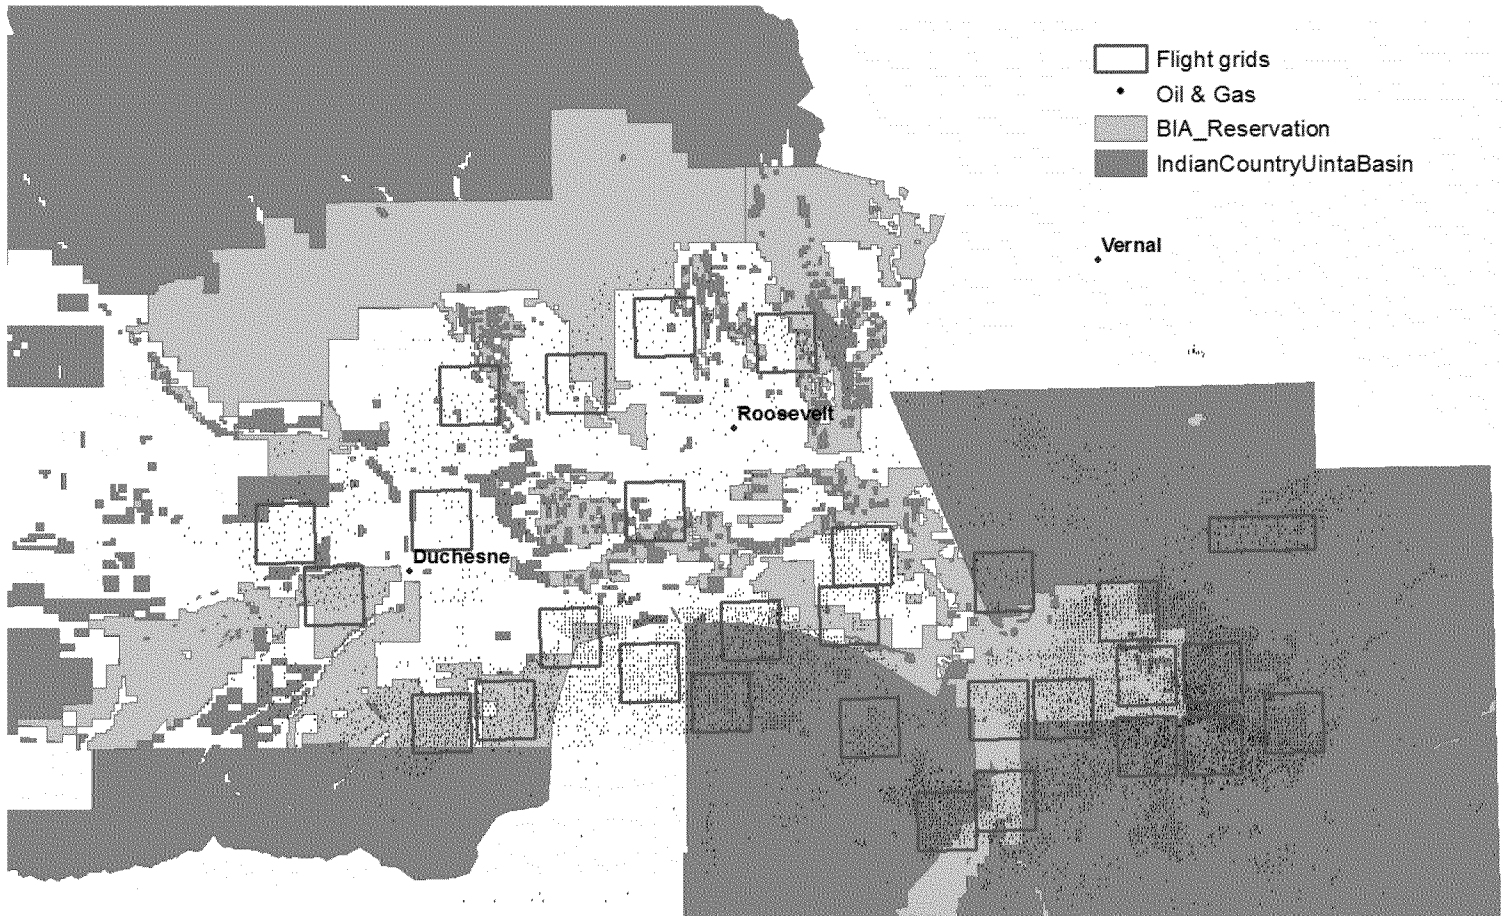 Flight grids
Oil & Gas
BIA_Reservation
IndianCountryUintaBasin
Vernal
Roosevelt
Duchesne